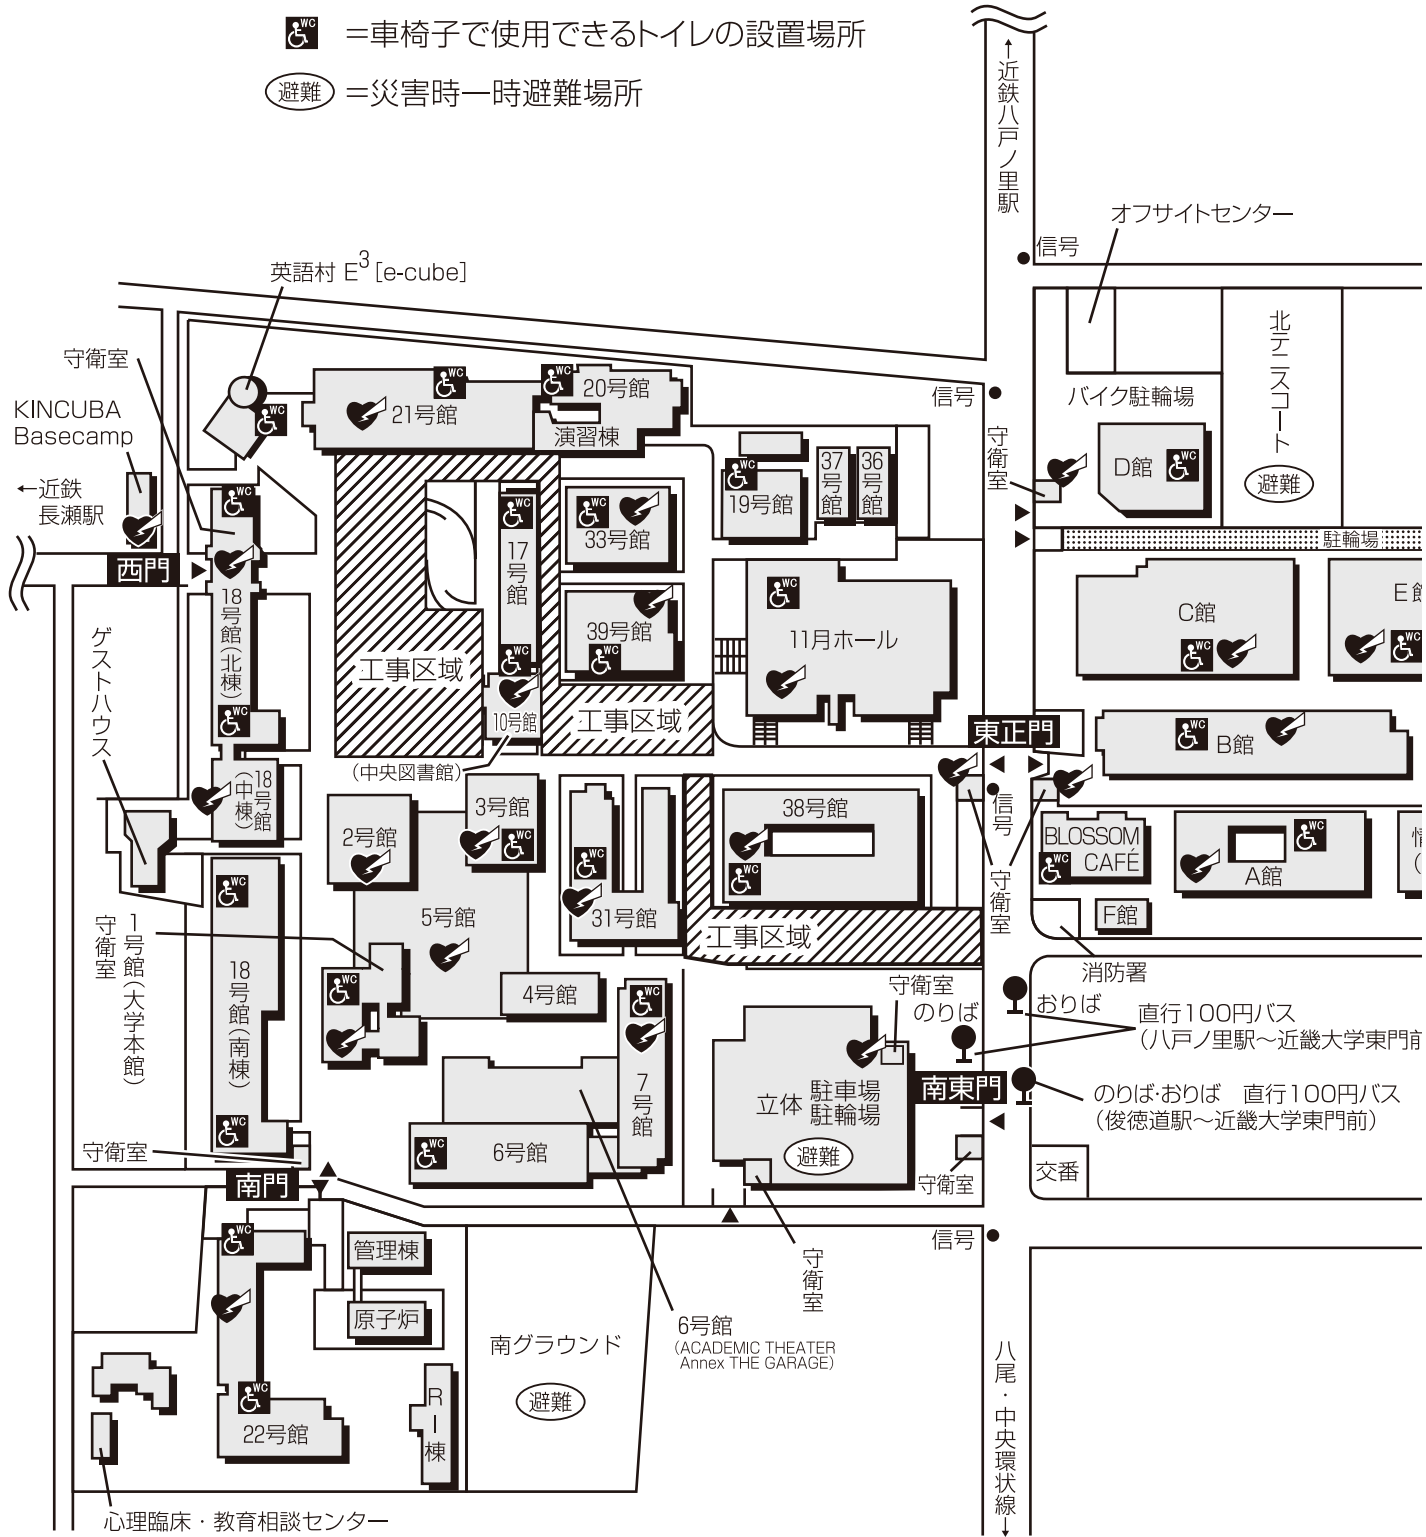 WC =車椅子で使用できるトイレの設置場所
避難 =災害時一時避難場所
↑近鉄八戸ノ里駅
オフサイトセンター
信号
英語村 E³ [e-cube]
守衛室
KINCUBA
Basecamp
←近鉄
長瀬駅
西門
21号館
20号館
演習棟
信号
バイク駐輪場
北テニスコート
避難
守衛室
D館
駐輪場
19号館
37号館
36号館
33号館
17号館
39号館
11月ホール
C館
E館
18号館(北棟)
ゲストハウス
工事区域
工事区域
10号館
(中央図書館)
東正門
B館
18号館(中棟)
2号館
3号館
38号館
信号
守衛室
BLOSSOM
CAFÉ
A館
F館
消防署
5号館
31号館
工事区域
守衛室
1号館(大学本館)
18号館(南棟)
4号館
7号館
守衛室
のりば
おりば
直行100円バス
(八戸ノ里駅〜近畿大学東門前
南東門
のりば·おりば 直行100円バス
(俊徳道駅〜近畿大学東門前)
立体 駐車場
駐輪場
避難
6号館
守衛室
南門
守衛室
交番
信号
守衛室
管理棟
原子炉
6号館
(ACADEMIC THEATER
Annex THE GARAGE)
南グラウンド
避難
22号館
RI棟
八尾・中央環状線→
心理臨床・教育相談センター